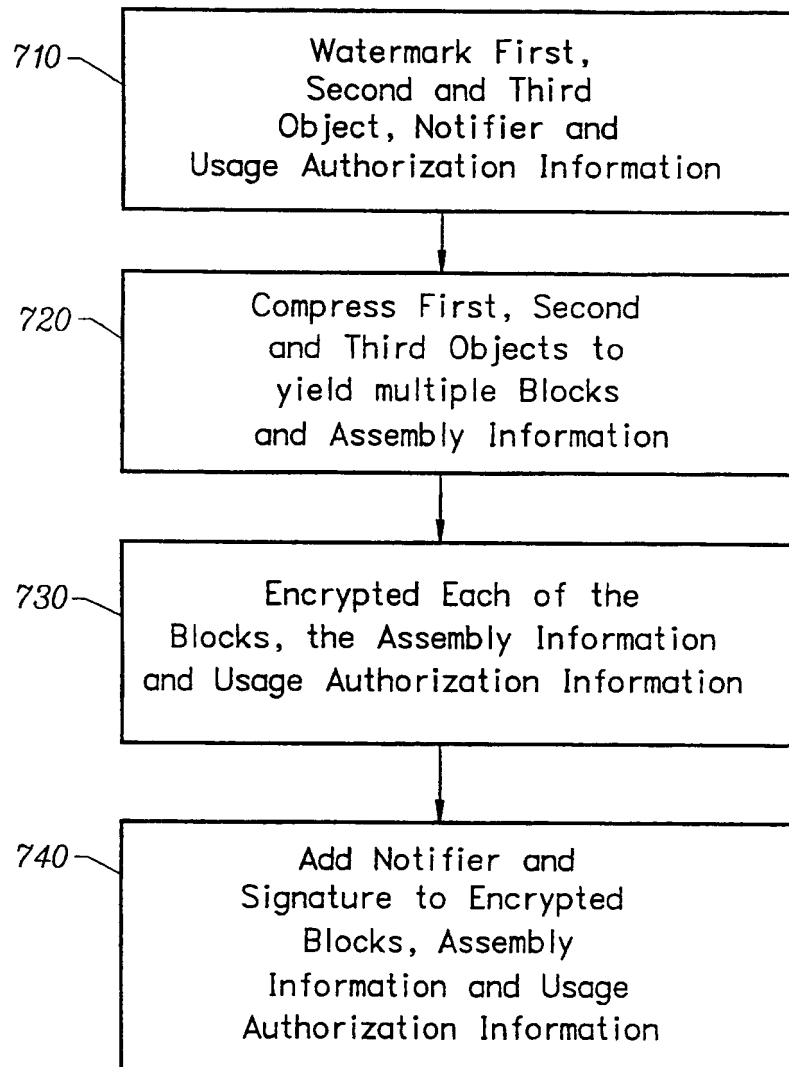 710
Watermark First,
Second and Third
Object, Notifier and
Usage Authorization Information
720
Compress First, Second
and Third Objects to
yield multiple Blocks
and Assembly Information
730
Encrypted Each of the
Blocks, the Assembly Information
and Usage Authorization Information
740
Add Notifier and
Signature to Encrypted
Blocks, Assembly
Information and Usage
Authorization Information